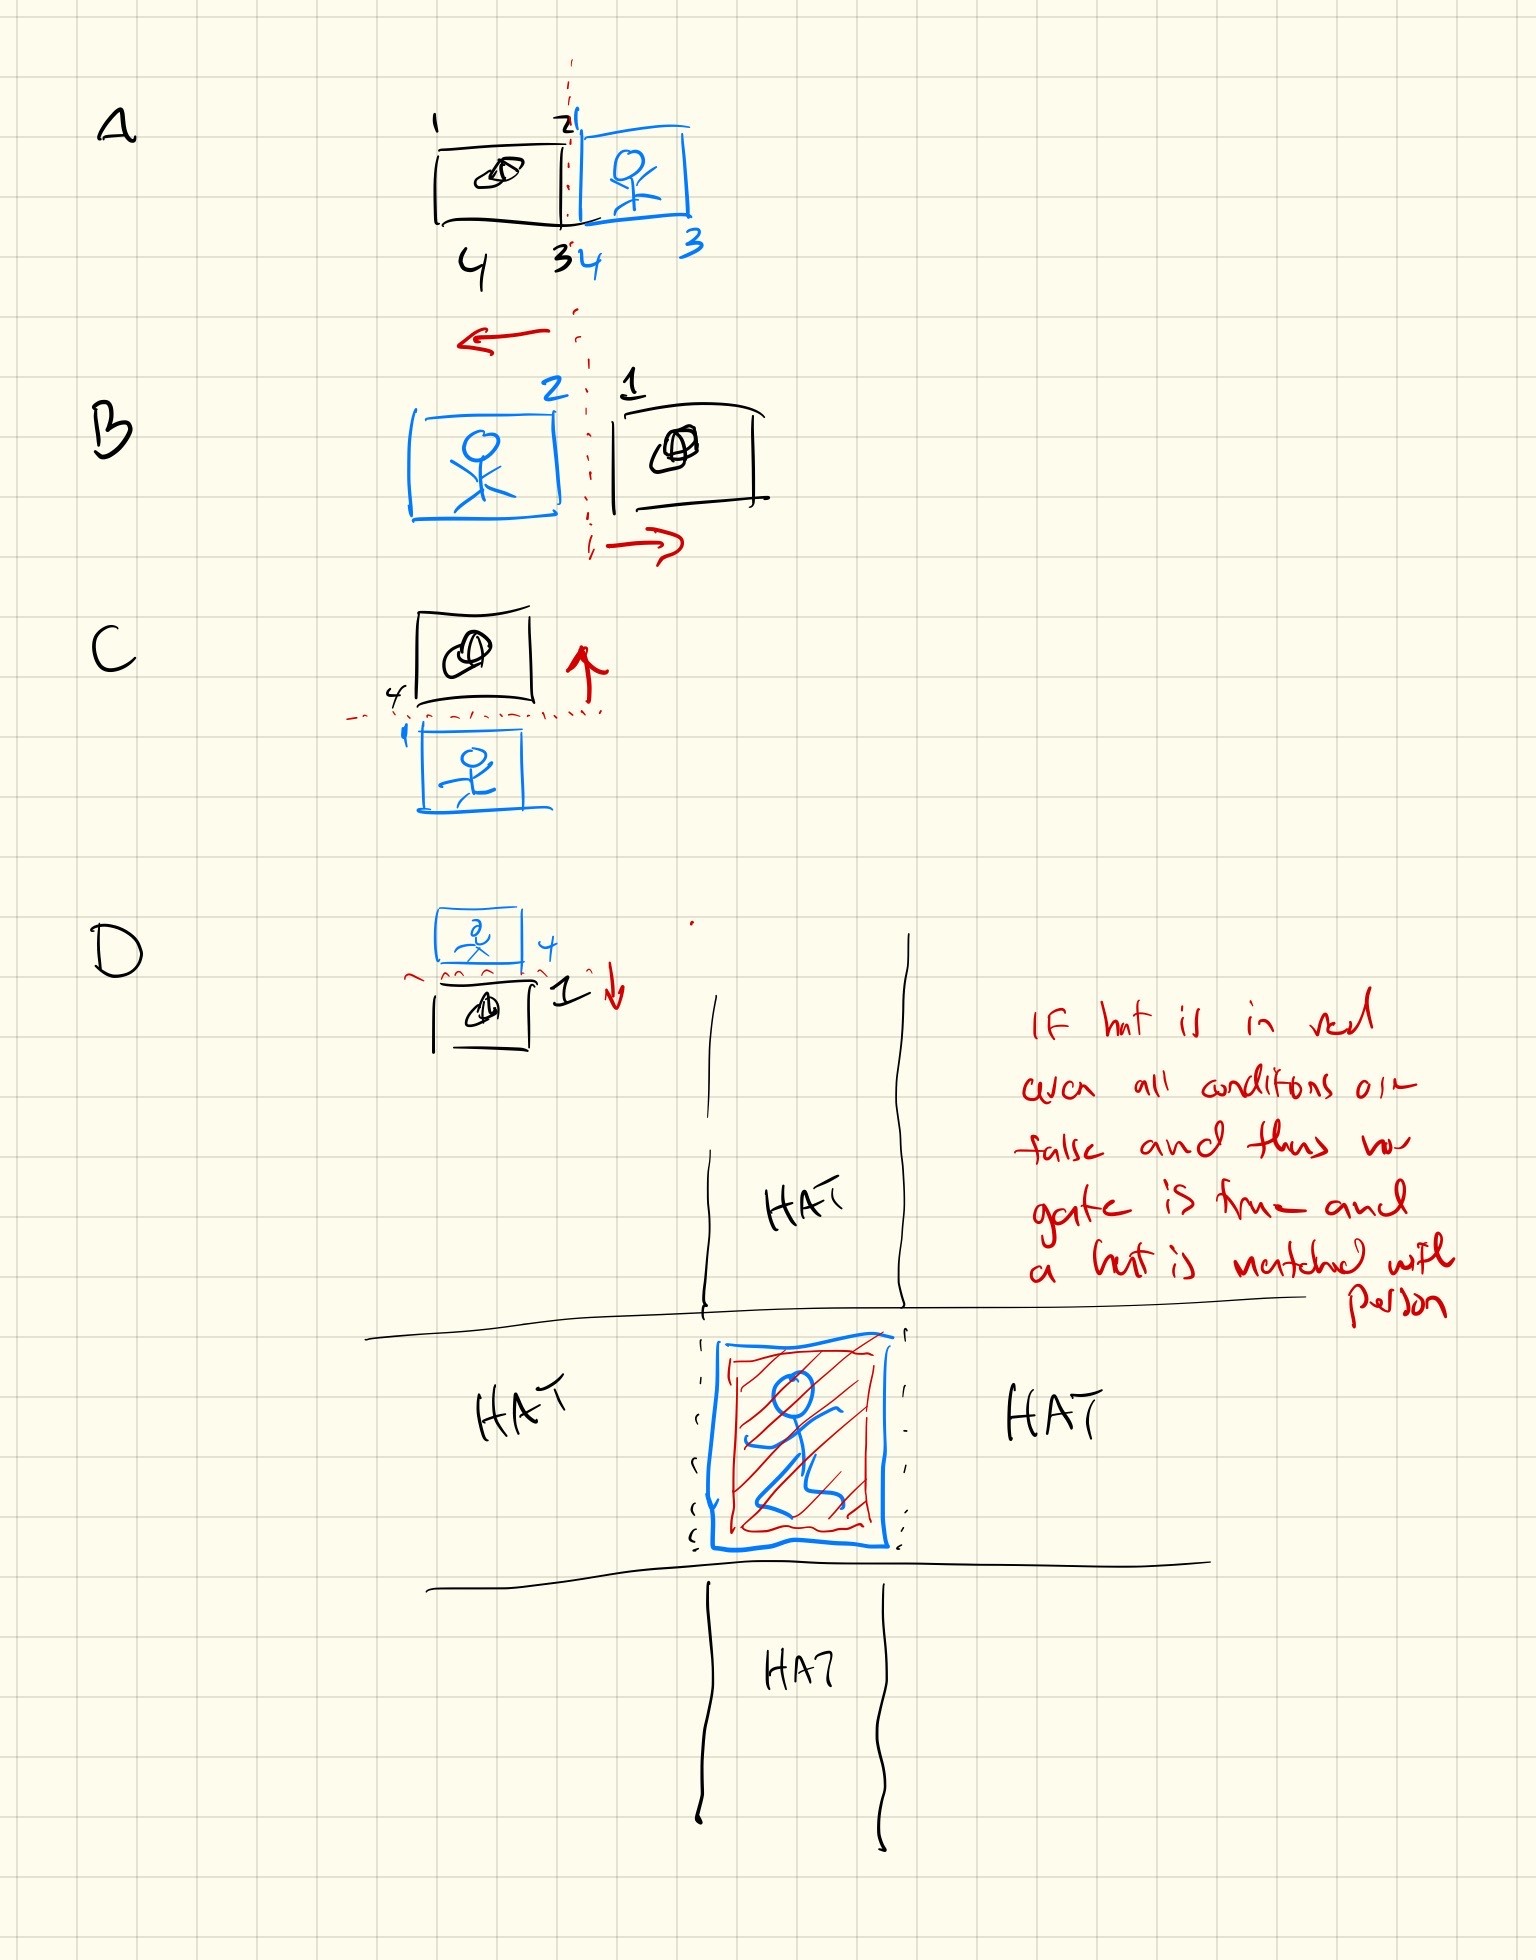 A
1 2 1
4 3 4 3
B
2 1
C
4
1
D
4
1
IF hat is in red
area all conditions are
false and thus no
gate is true and
a hat is matched with
person
HAT
HAT HAT
HAT